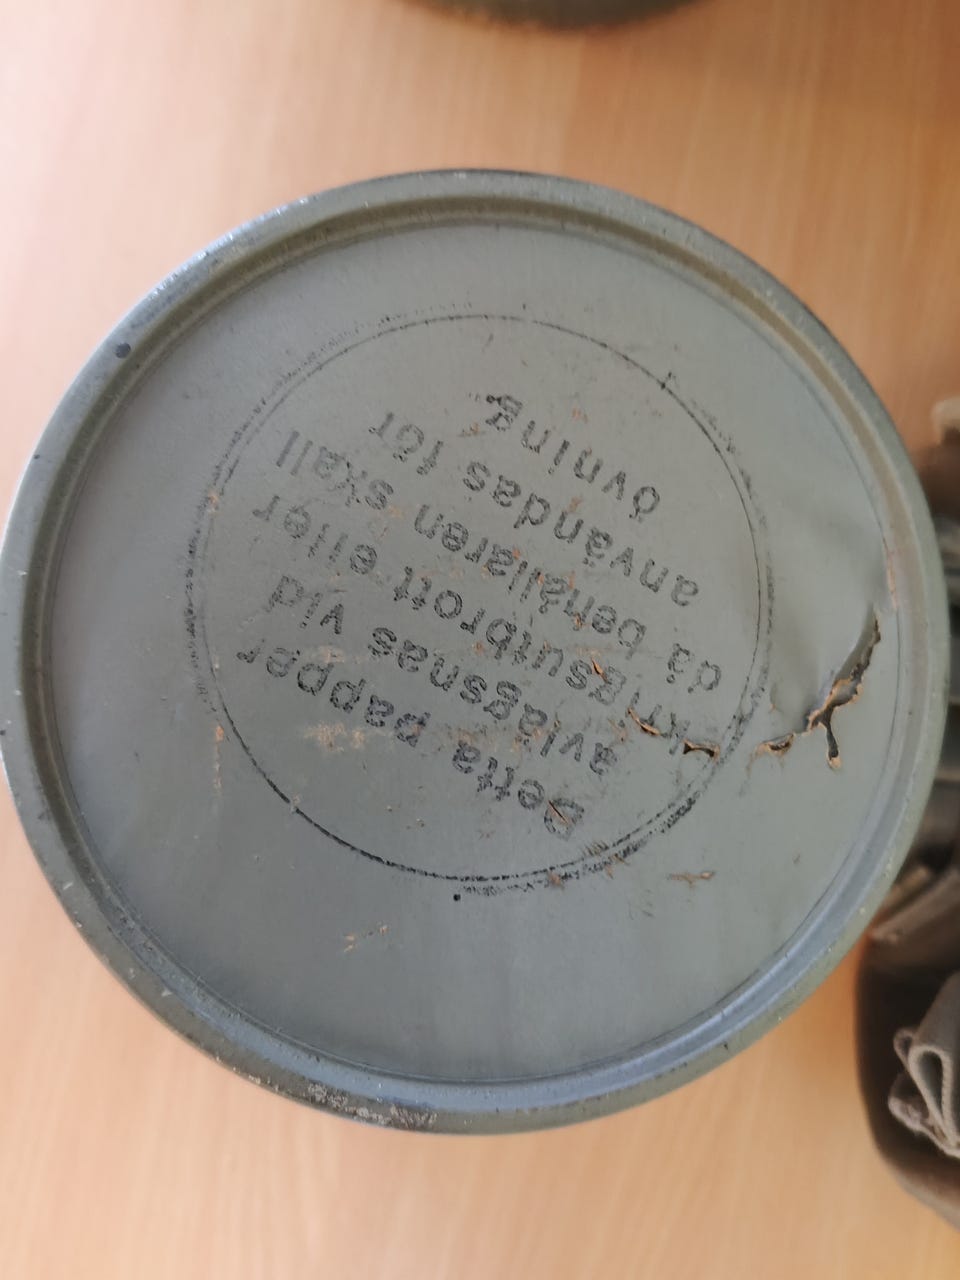 Detta papper
avlägsnas vid
krigsutbrott eller
då behållaren skall
användas för
övning.